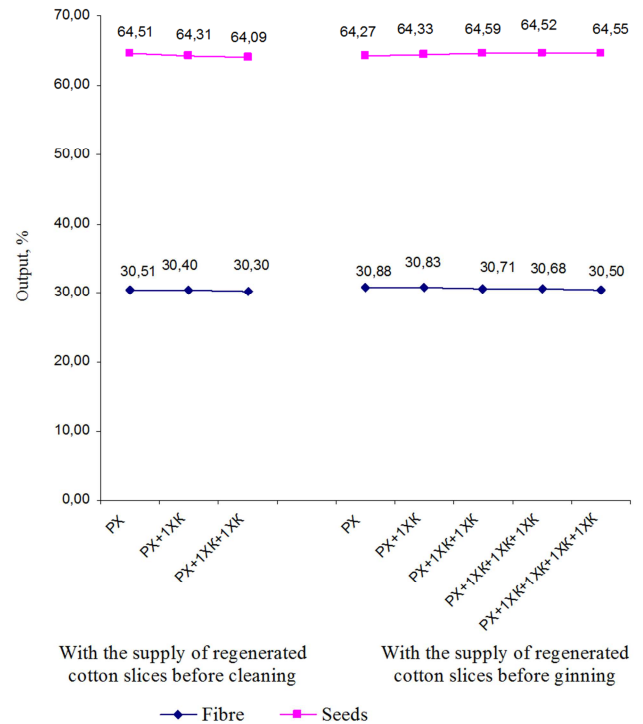 70,00
60,00
50,00
40,00
30,00
20,00
10,00
0,00
Output, %
64,51 64,31 64,09 64,27 64,33 64,59 64,52 64,55
30,51 30,40 30,30 30,88 30,83 30,71 30,68 30,50
PX
PX+1XK
PX+1XK+1XK
PX
PX+1XK
PX+1XK+1XK
PX+1XK+1XK+1XK
PX+1XK+1XK+1XK+1XK
With the supply of regenerated
cotton slices before cleaning
With the supply of regenerated
cotton slices before ginning
Fibre
Seeds